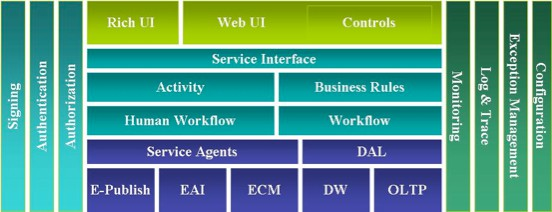 Signing
Authentication
Authorization
Rich UI
Web UI
Controls
Service Interface
Activity
Business Rules
Human Workflow
Workflow
Service Agents
DAL
E-Publish
EAI
ECM
DW
OLTP
Monitoring
Log & Trace
Exception Management
Configuration